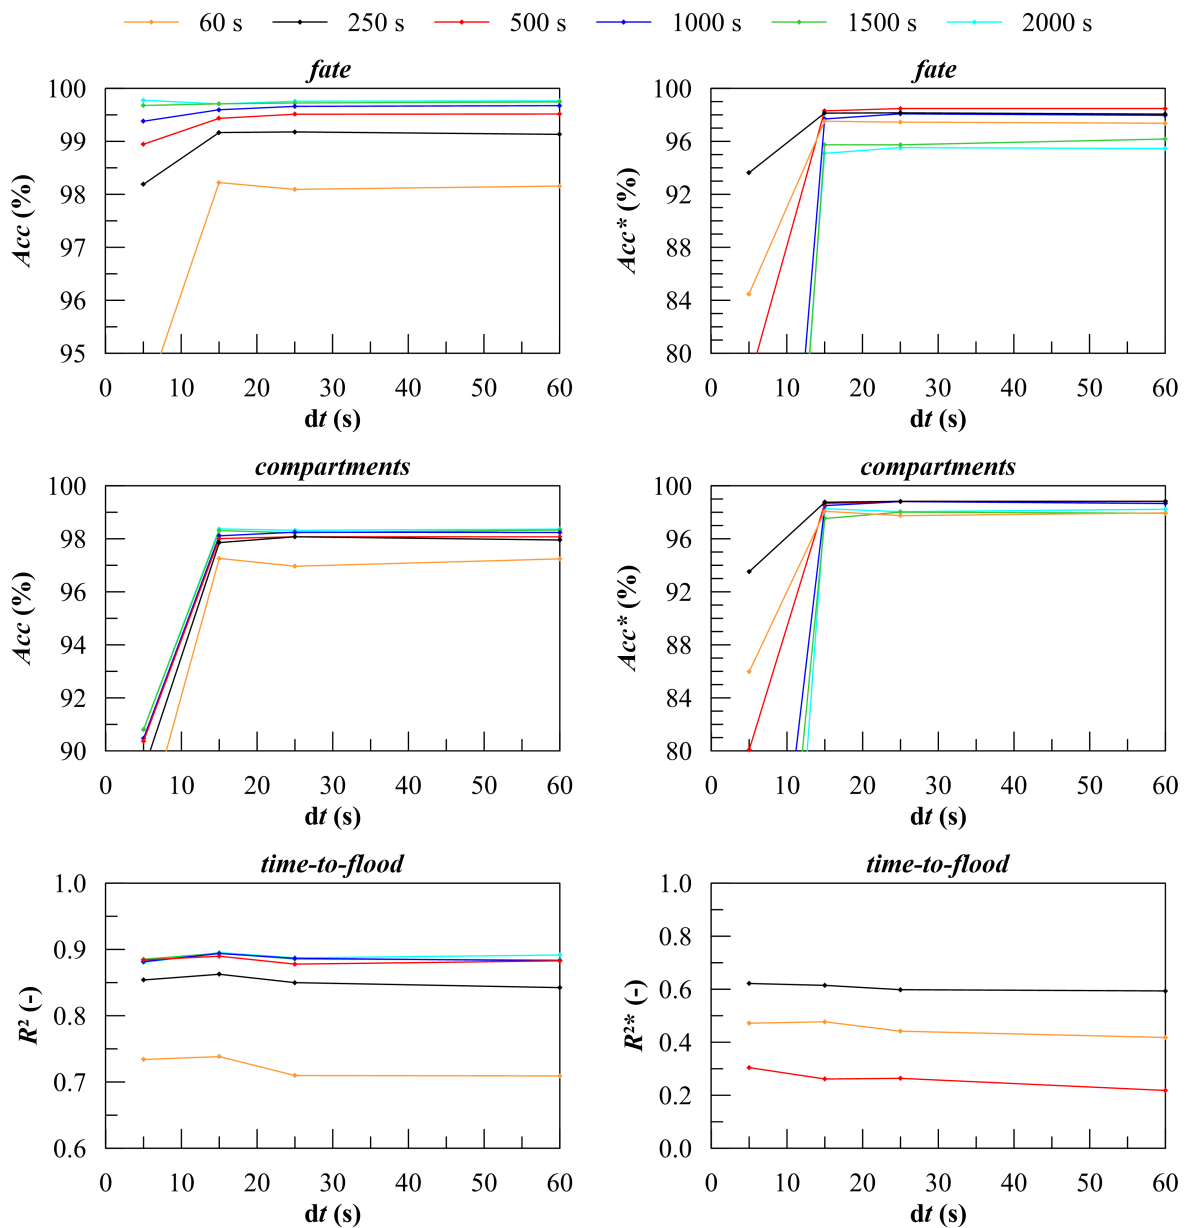 60 s 250 s 500 s 1000 s 1500 s 2000 s
fate
Acc (%)
100
99
98
97
96
95
0 10 20 30 40 50 60
dt (s)
fate
Acc* (%)
100
96
92
88
84
80
0 10 20 30 40 50 60
dt (s)
compartments
Acc (%)
100
98
96
94
92
90
0 10 20 30 40 50 60
dt (s)
compartments
Acc* (%)
100
96
92
88
84
80
0 10 20 30 40 50 60
dt (s)
time-to-flood
R² (-)
1.0
0.9
0.8
0.7
0.6
0 10 20 30 40 50 60
dt (s)
time-to-flood
R²* (-)
1.0
0.8
0.6
0.4
0.2
0.0
0 10 20 30 40 50 60
dt (s)